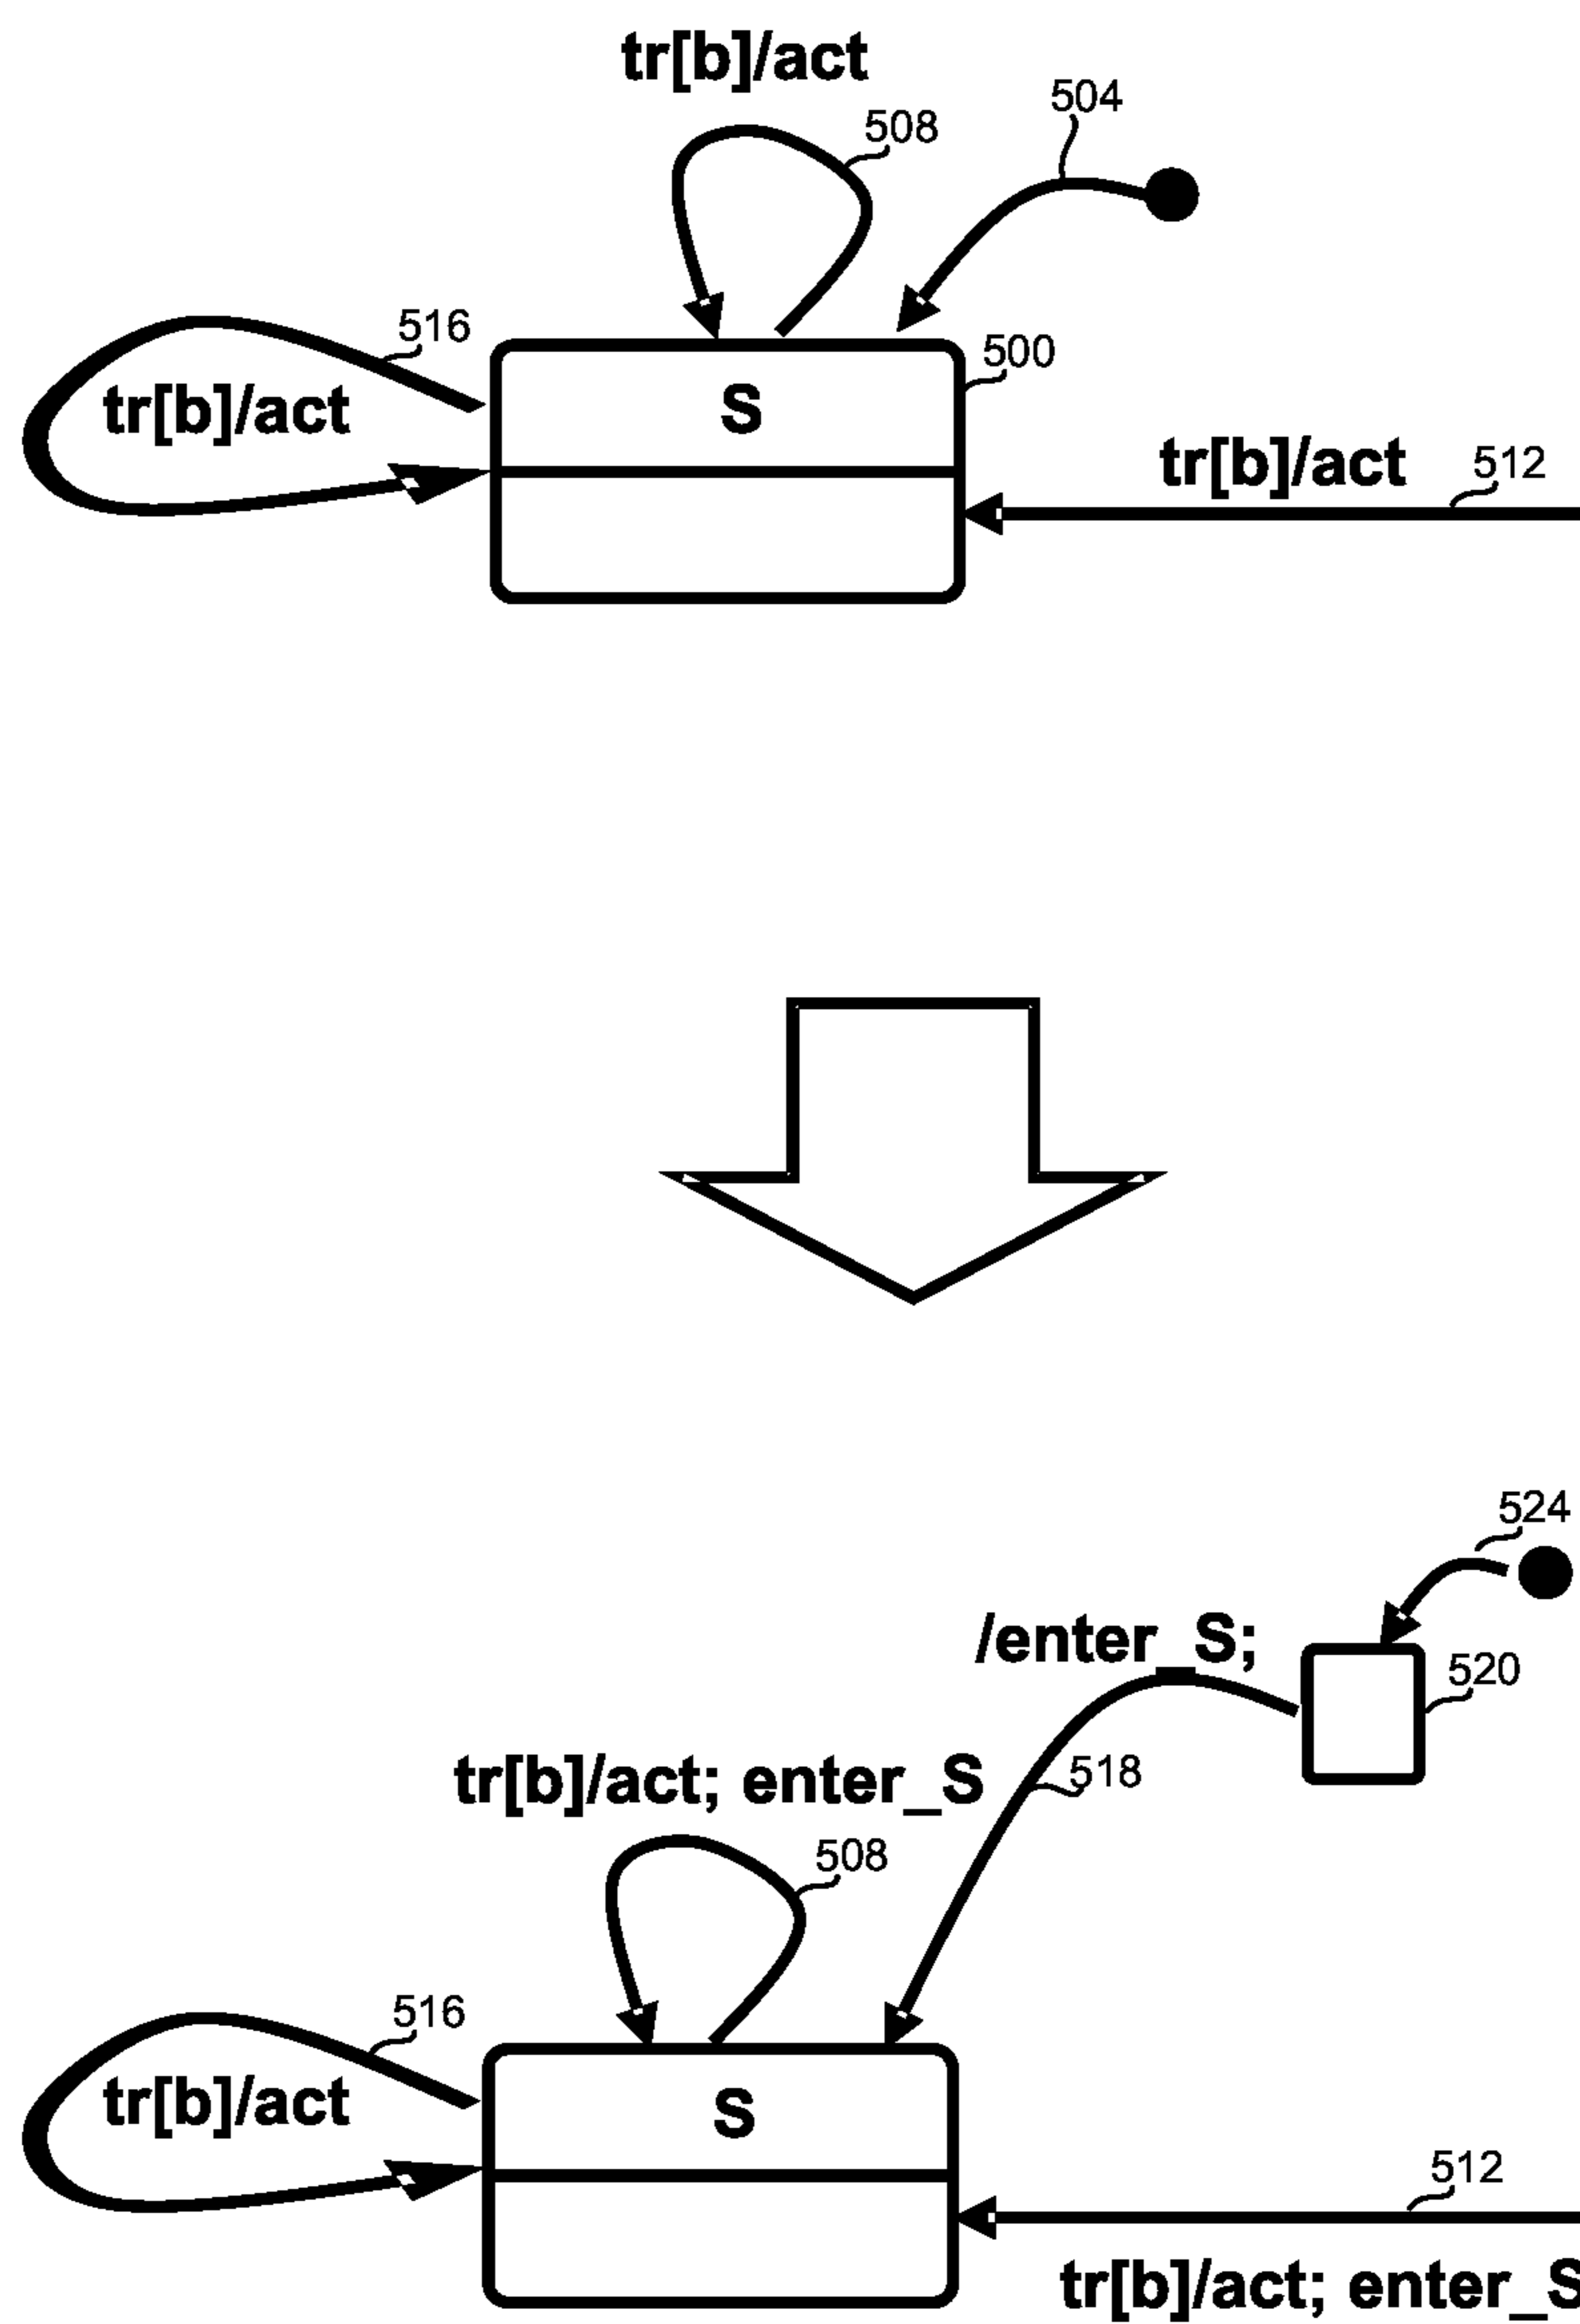 tr[b]/act
504
508
516
tr[b]/act
500
S
tr[b]/act
512
524
/enter_S;
520
tr[b]/act; enter_S
518
508
516
tr[b]/act
S
512
tr[b]/act; enter_S